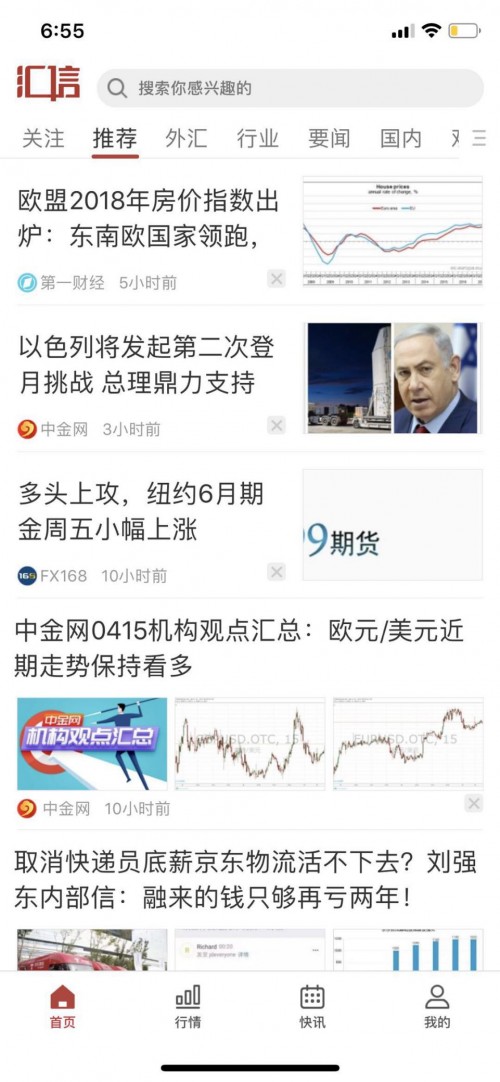 6:55
汇信
搜索你感兴趣的
关注 推荐 外汇 行业 要闻 国内
欧盟2018年房价指数出
炉：东南欧国家领跑，
House prices
annual rate of change, %
第一财经 5小时前
以色列将发起第二次登
月挑战 总理鼎力支持
中金网 3小时前
多头上攻，纽约6月期
金周五小幅上涨
9期货
168
FX168 10小时前
中金网0415机构观点汇总：欧元/美元近
期走势保持看多
中金网
机构观点汇总
EURUSD.OTC, 15
EURUSD.OTC, 15
中金网 10小时前
取消快递员底薪京东物流活不下去？刘强
东内部信：融来的钱只够再亏两年！
Richard
首页 行情 快讯 我的